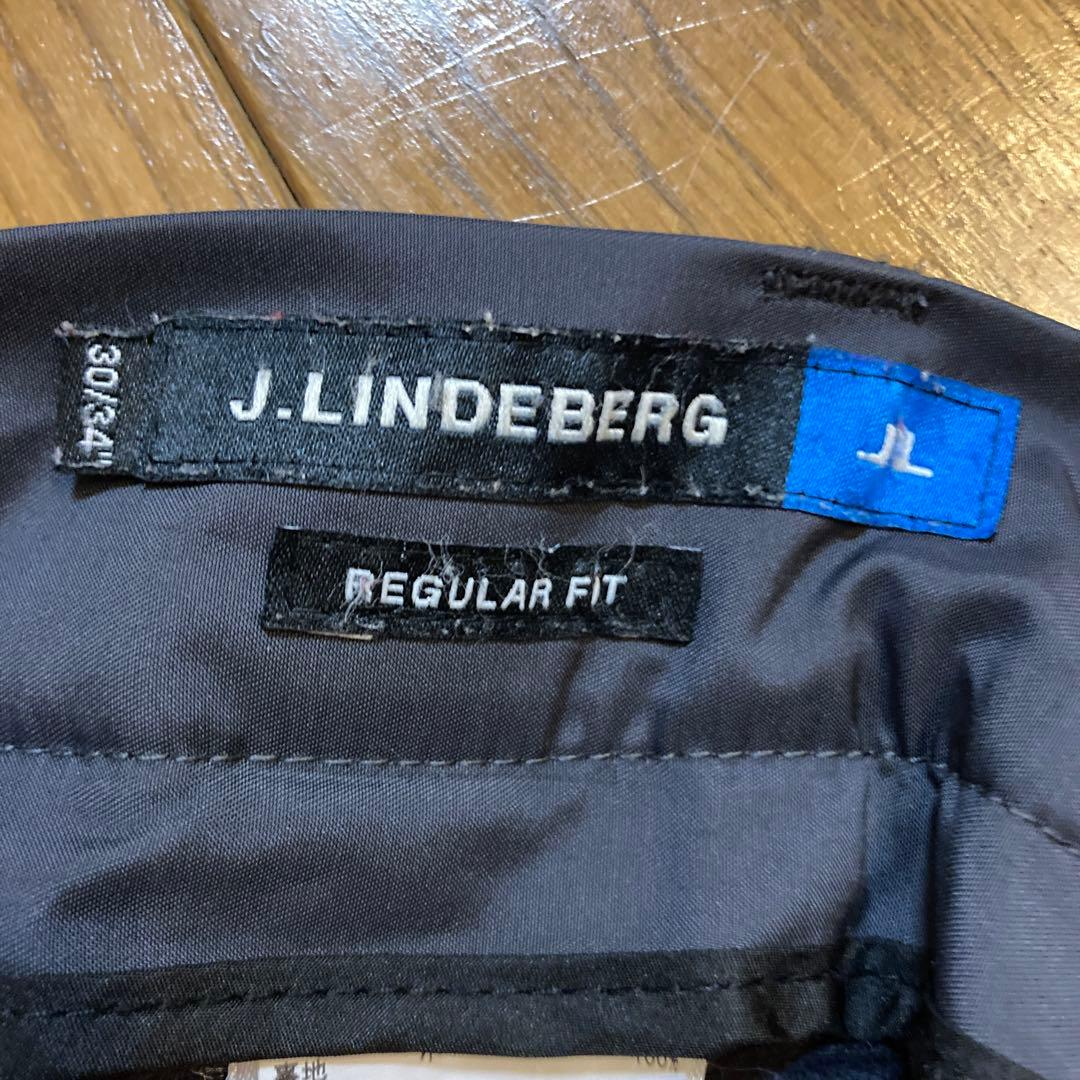 30/34"
J.LINDEBERG
JL
REGULAR FIT